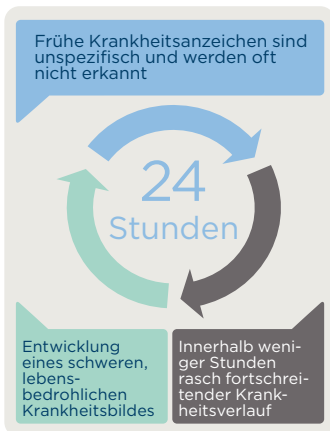 Frühe Krankheitsanzeichen sind
unspezifisch und werden oft
nicht erkannt
24
Stunden
Entwicklung
eines schweren,
lebens-
bedrohlichen
Krankheitsbildes
Innerhalb weni-
ger Stunden
rasch fortschrei-
tender Krank-
heitsverlauf